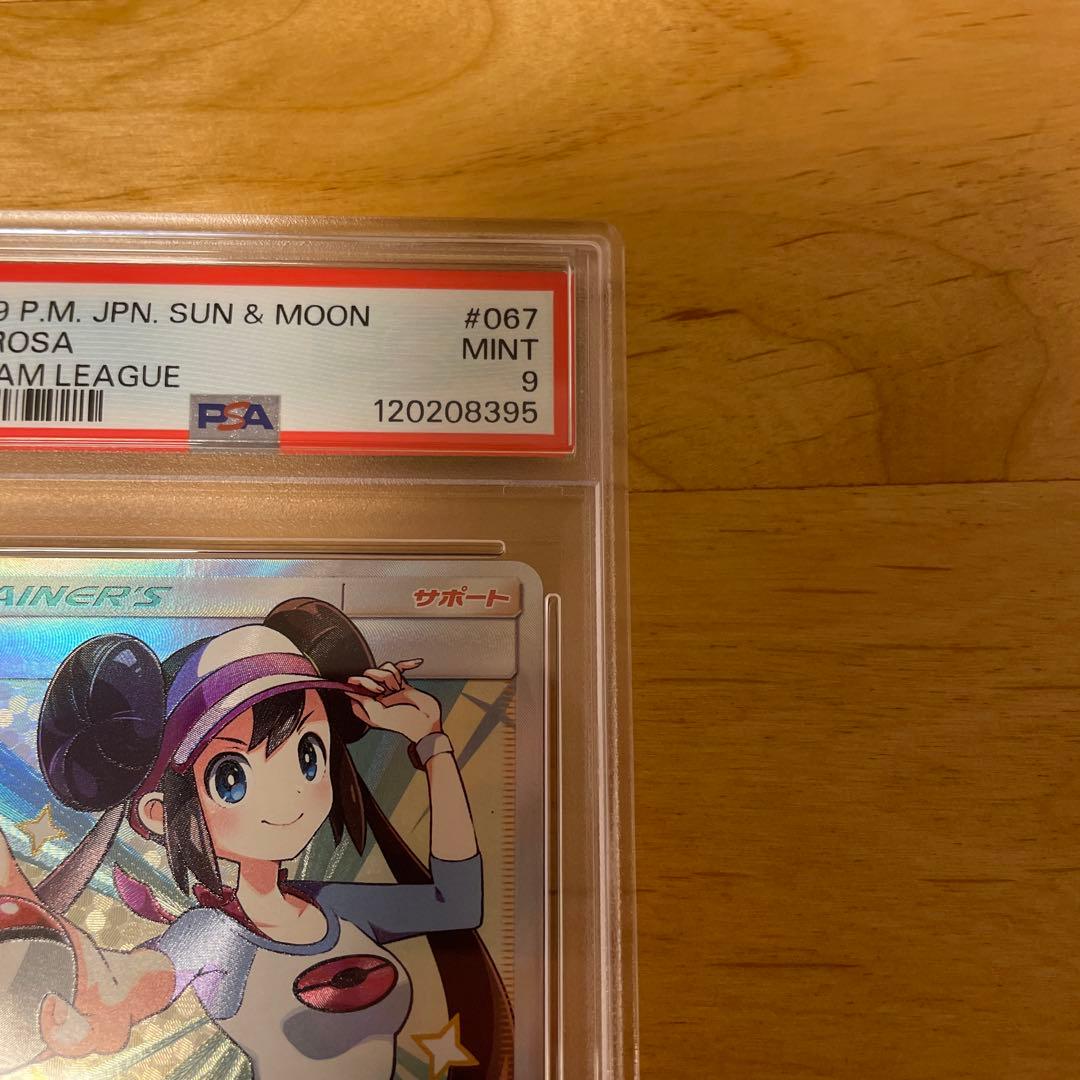 9 P.M. JPN. SUN & MOON #067
ROSA MINT
AM LEAGUE 9
PSA 120208395
AINER'S サポート